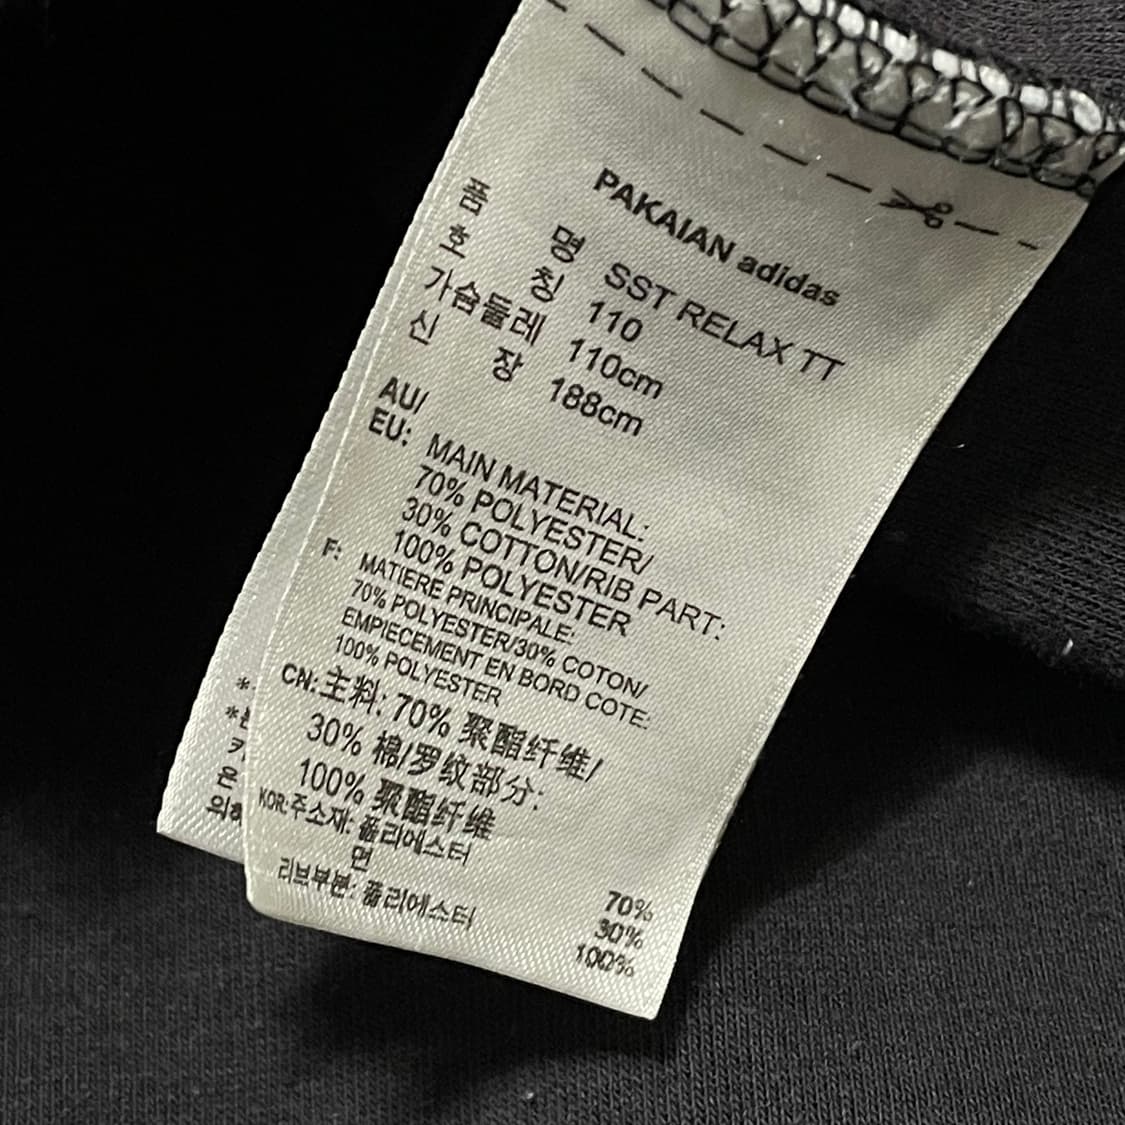 PAKAIAN adidas
품 명 SST RELAX TT
호 칭 110
가슴둘레 110cm
신 장 188cm
AU/
EU: MAIN MATERIAL:
70% POLYESTER/
30% COTTON/RIB PART:
100% POLYESTER
F: MATIERE PRINCIPALE:
70% POLYESTER/30% COTON/
EMPIECEMENT EN BORD COTE:
100% POLYESTER
CN: 主料: 70% 聚酯纤维/
30% 棉/罗纹部分:
100% 聚酯纤维
KOR: 주소재: 폴리에스터 70%
면 30%
리브부분: 폴리에스터 100%